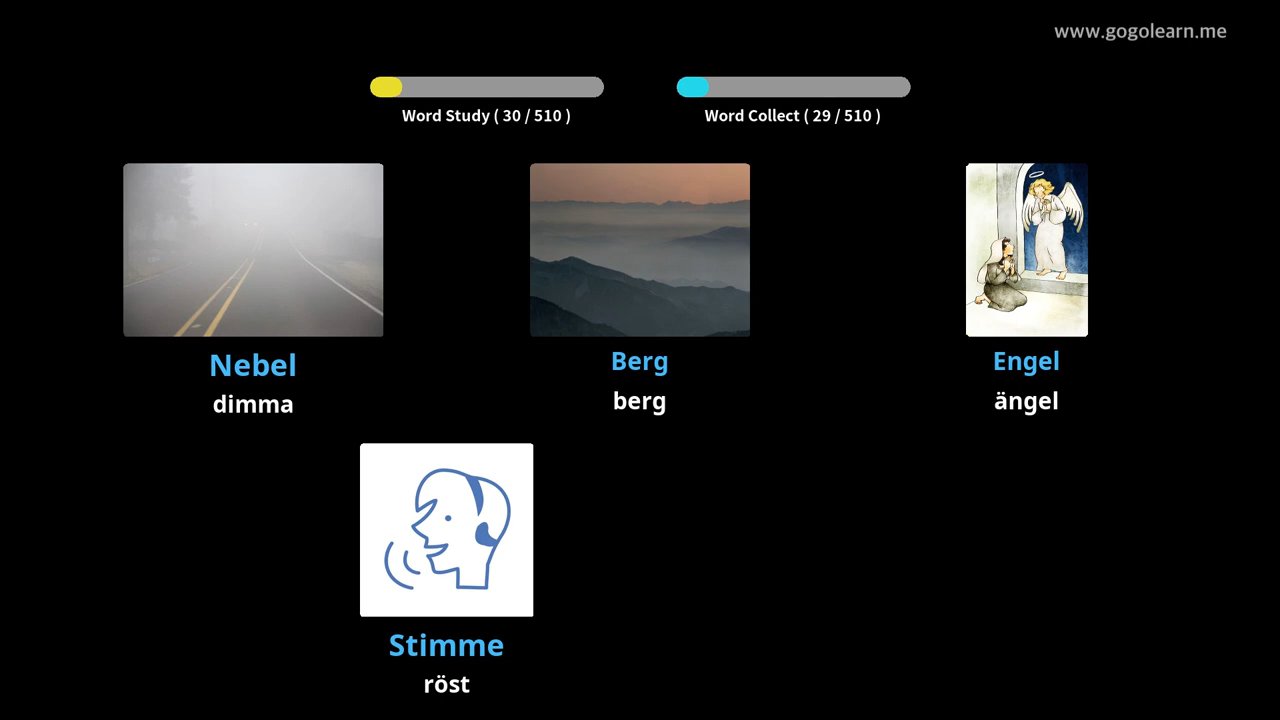 www.gogolearn.me
Word Study ( 30 / 510 )
Word Collect ( 29 / 510 )
Nebel
dimma
Berg
berg
Engel
ängel
Stimme
röst